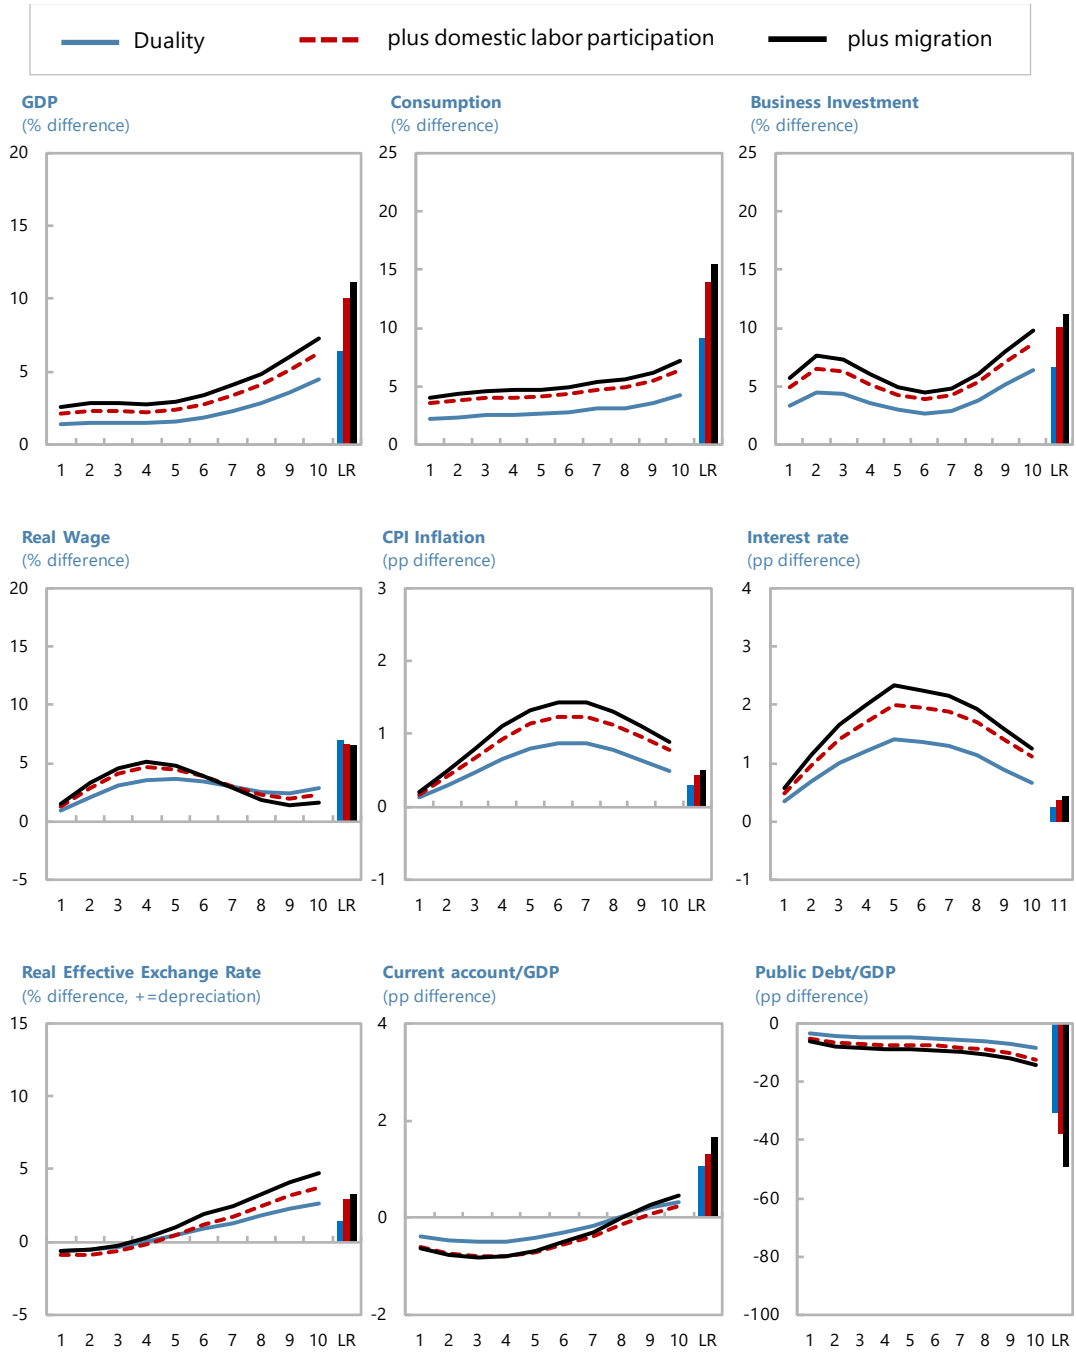 Duality plus domestic labor participation plus migration
GDP Consumption Business Investment
(% difference) (% difference) (% difference)
20 25 25
15 20 20
10 15 15
5 10 10
0 5 5
0 0
1 2 3 4 5 6 7 8 9 10 LR 1 2 3 4 5 6 7 8 9 10 LR 1 2 3 4 5 6 7 8 9 10 LR
Real Wage CPI Inflation Interest rate
(% difference) (pp difference) (pp difference)
20 3 4
15 2 3
10 1 2
5 0 1
0 -1 0
-5 -1
1 2 3 4 5 6 7 8 9 10 LR 1 2 3 4 5 6 7 8 9 10 LR 1 2 3 4 5 6 7 8 9 10 11
Real Effective Exchange Rate Current account/GDP Public Debt/GDP
(% difference, +=depreciation) (pp difference) (pp difference)
15 4 0
10 2 -20
5 0 -40
0 -2 -60
-5 -80
-100
1 2 3 4 5 6 7 8 9 10 LR 1 2 3 4 5 6 7 8 9 10 LR 1 2 3 4 5 6 7 8 9 10 LR